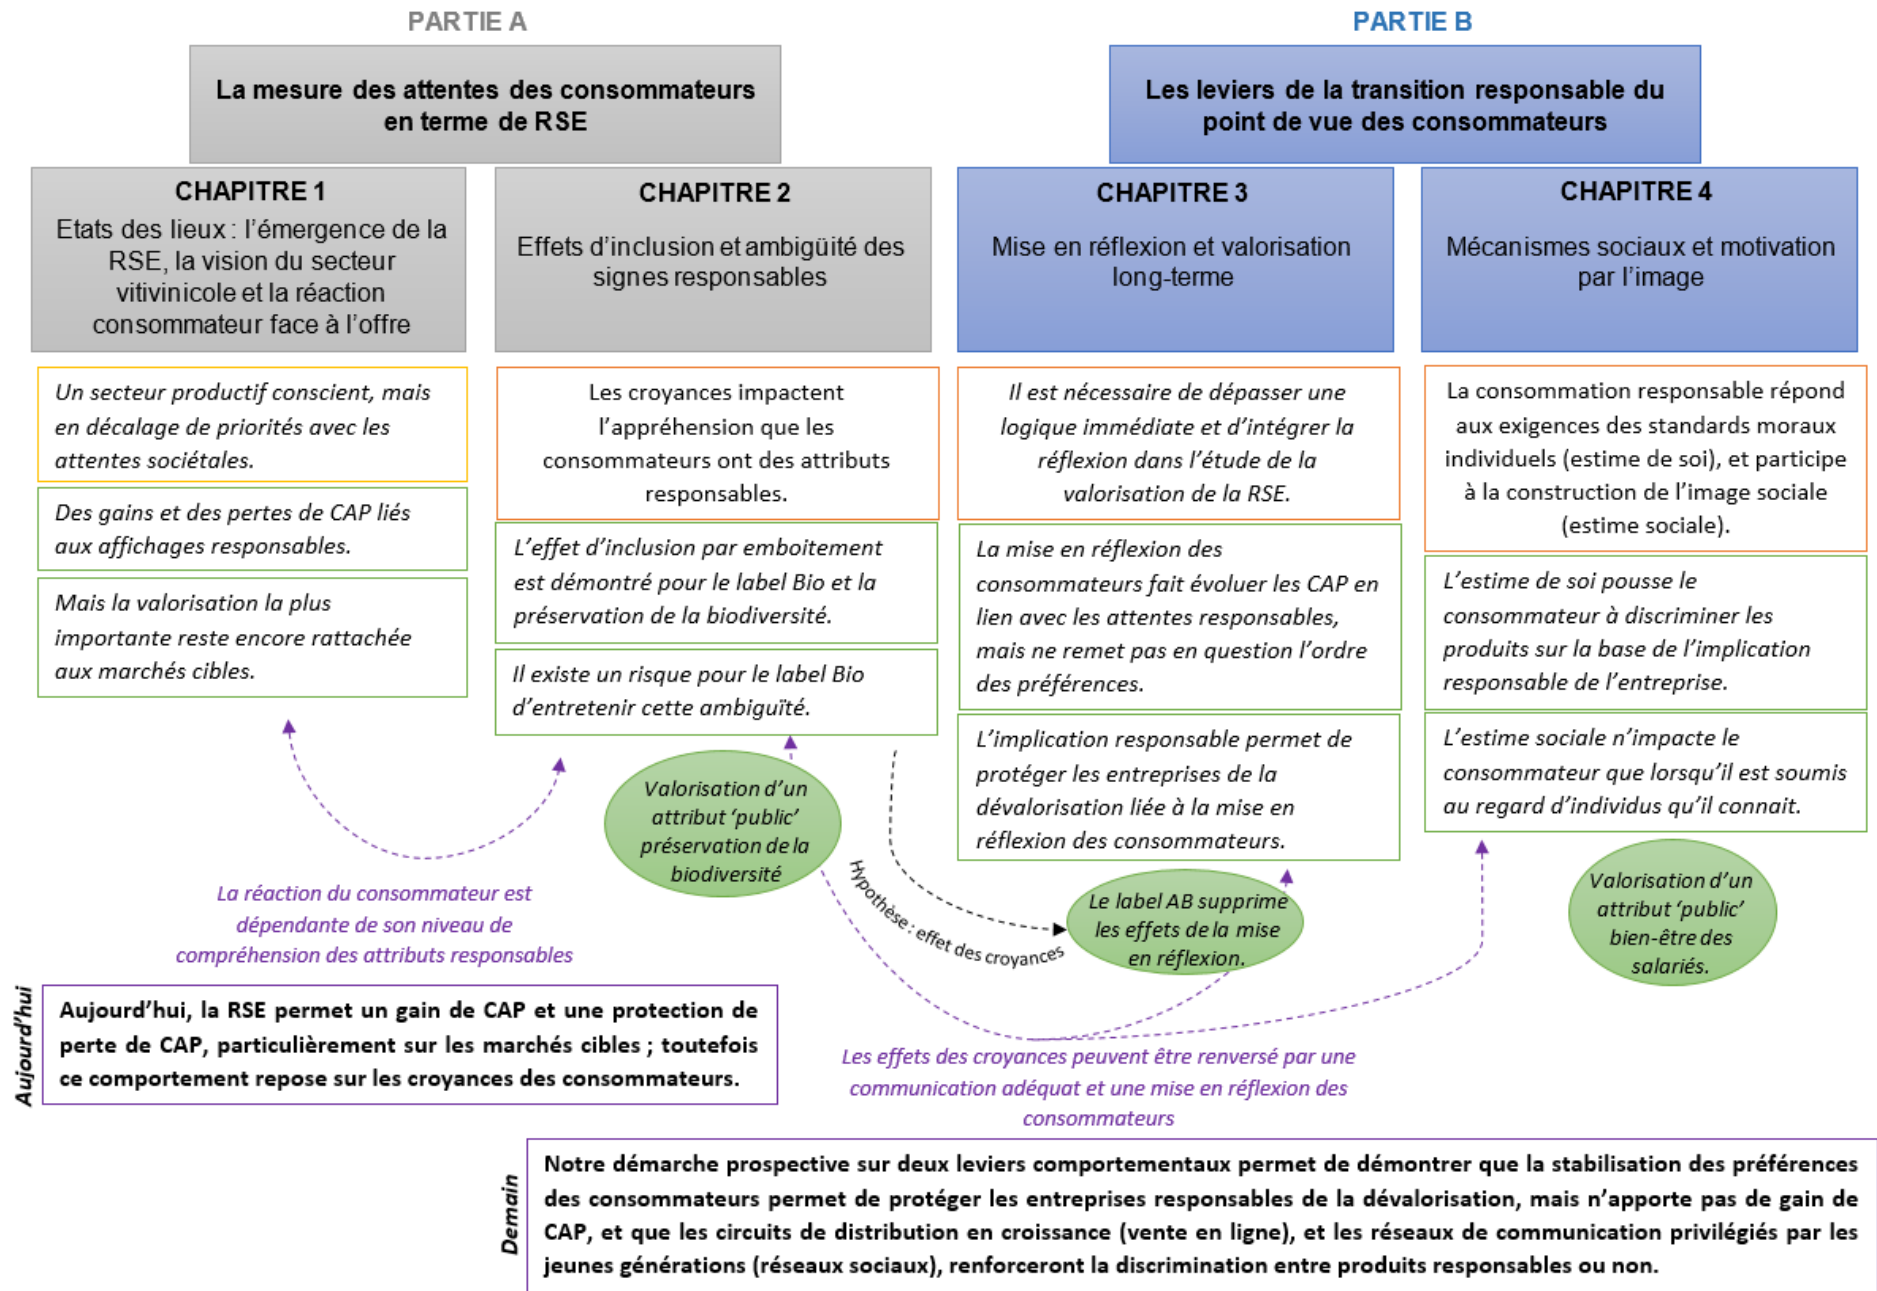 PARTIE A
La mesure des attentes des consommateurs
en terme de RSE
CHAPITRE 1
Etats des lieux : l’émergence de la
RSE, la vision du secteur
vitivinicole et la réaction
consommateur face à l’offre
Un secteur productif conscient, mais
en décalage de priorités avec les
attentes sociétales.
Des gains et des pertes de CAP liés
aux affichages responsables.
Mais la valorisation la plus
importante reste encore rattachée
aux marchés cibles.
CHAPITRE 2
Effets d’inclusion et ambigüité des
signes responsables
Les croyances impactent
l’appréhension que les
consommateurs ont des attributs
responsables.
L’effet d’inclusion par emboitement
est démontré pour le label Bio et la
préservation de la biodiversité.
Il existe un risque pour le label Bio
d’entretenir cette ambiguïté.
Valorisation d’un
attribut ‘public’
préservation de la
biodiversité
La réaction du consommateur est
dépendante de son niveau de
compréhension des attributs responsables
PARTIE B
Les leviers de la transition responsable du
point de vue des consommateurs
CHAPITRE 3
Mise en réflexion et valorisation
long-terme
Il est nécessaire de dépasser une
logique immédiate et d’intégrer la
réflexion dans l’étude de la
valorisation de la RSE.
La mise en réflexion des
consommateurs fait évoluer les CAP en
lien avec les attentes responsables,
mais ne remet pas en question l’ordre
des préférences.
L’implication responsable permet de
protéger les entreprises de la
dévalorisation liée à la mise en
réflexion des consommateurs.
Hypothèse : effet des croyances
Le label AB supprime
les effets de la mise
en réflexion.
CHAPITRE 4
Mécanismes sociaux et motivation
par l’image
La consommation responsable répond
aux exigences des standards moraux
individuels (estime de soi), et participe
à la construction de l’image sociale
(estime sociale).
L’estime de soi pousse le
consommateur à discriminer les
produits sur la base de l’implication
responsable de l’entreprise.
L’estime sociale n’impacte le
consommateur que lorsqu’il est soumis
au regard d’individus qu’il connait.
Valorisation d’un
attribut ‘public’
bien-être des
salariés.
Les effets des croyances peuvent être renversé par une
communication adéquat et une mise en réflexion des
consommateurs
Aujourd’hui
Aujourd’hui, la RSE permet un gain de CAP et une protection de
perte de CAP, particulièrement sur les marchés cibles ; toutefois
ce comportement repose sur les croyances des consommateurs.
Demain
Notre démarche prospective sur deux leviers comportementaux permet de démontrer que la stabilisation des préférences
des consommateurs permet de protéger les entreprises responsables de la dévalorisation, mais n’apporte pas de gain de
CAP, et que les circuits de distribution en croissance (vente en ligne), et les réseaux de communication privilégiés par les
jeunes générations (réseaux sociaux), renforceront la discrimination entre produits responsables ou non.